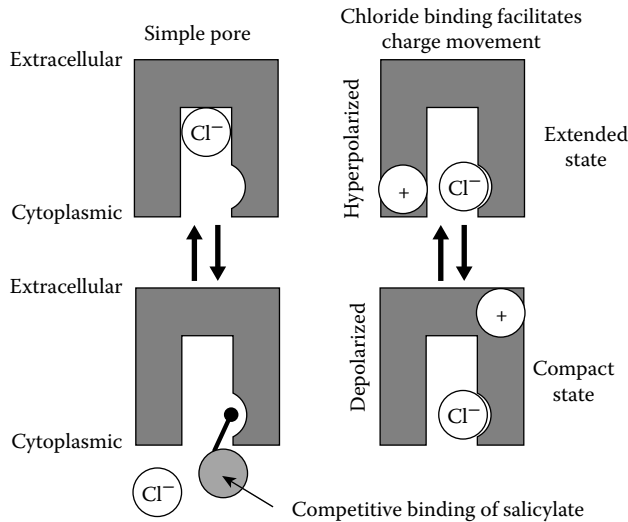 Simple pore
Chloride binding facilitates
charge movement
Extracellular
Cl−
Cytoplasmic
Hyperpolarized
+
Cl−
Extended
state
Extracellular
Cytoplasmic
Cl−
Depolarized
+
Cl−
Compact
state
Competitive binding of salicylate